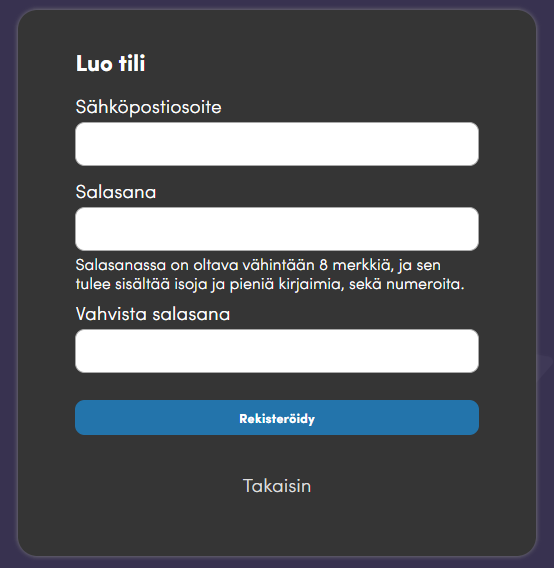 Luo tili
Sähköpostiosoite
Salasana
Salasanassa on oltava vähintään 8 merkkiä, ja sen
tulee sisältää isoja ja pieniä kirjaimia, sekä numeroita.
Vahvista salasana
Rekisteröidy
Takaisin